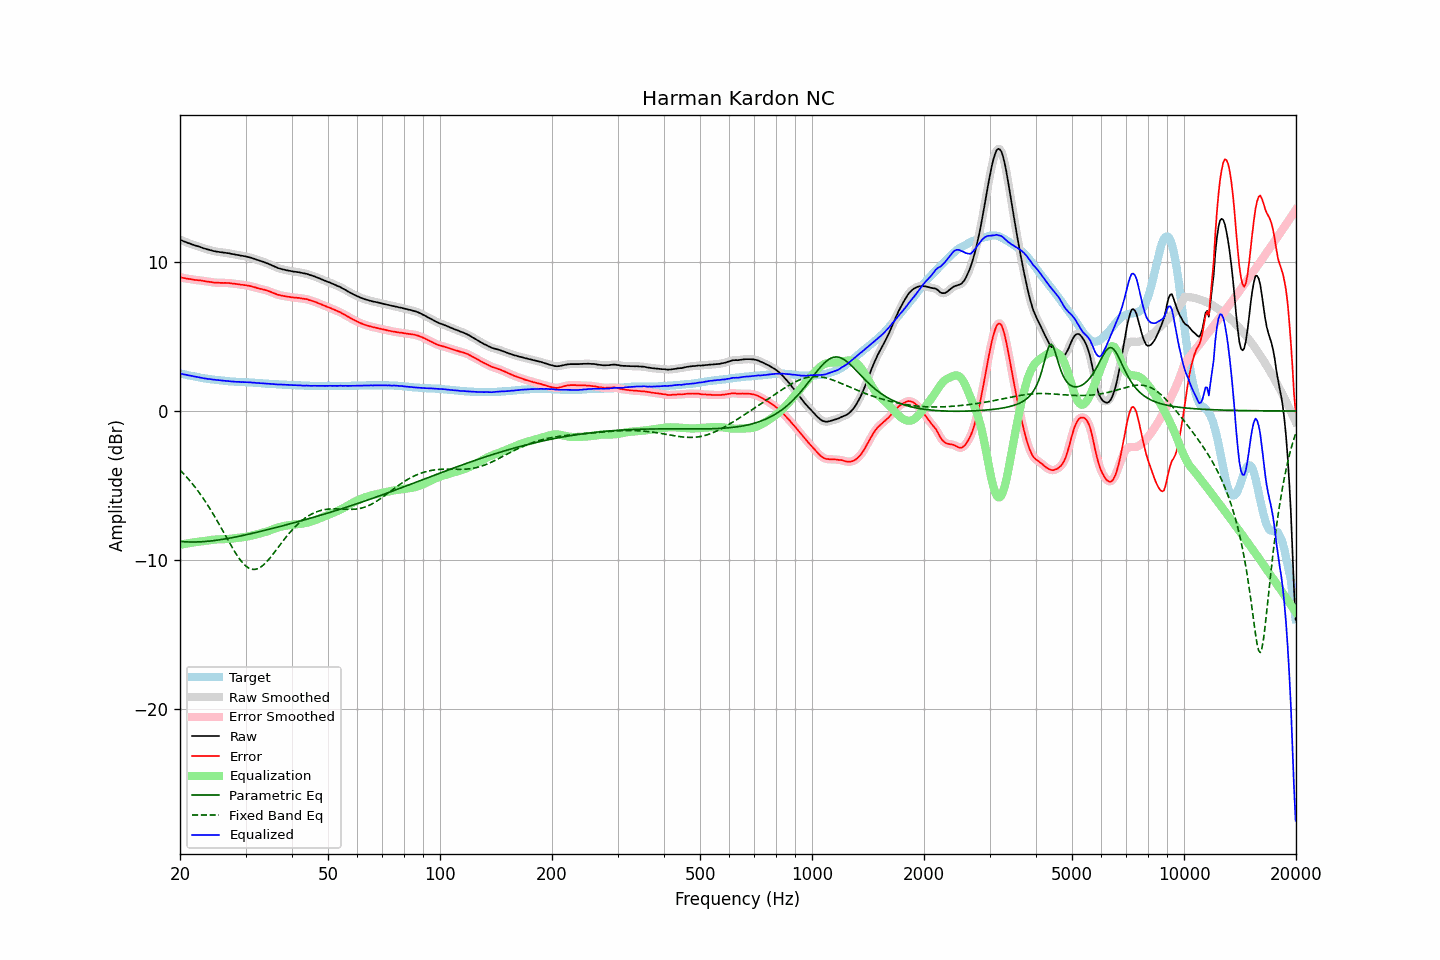 Harman Kardon NC
Amplitude (dBr)
10
0
−10
−20
Target
Raw Smoothed
Error Smoothed
Raw
Error
Equalization
Parametric Eq
Fixed Band Eq
Equalized
20 50 100 200 500 1000 2000 5000 10000 20000
Frequency (Hz)